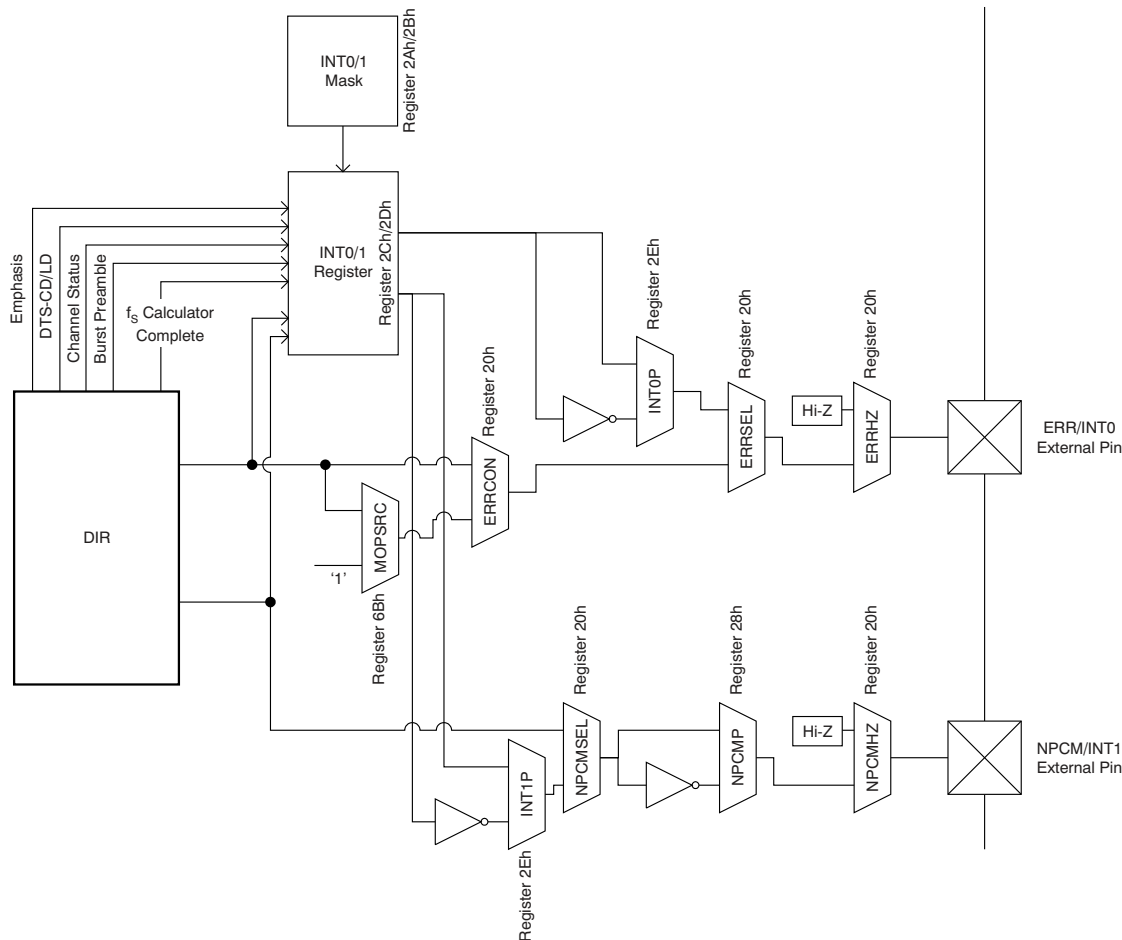 INT0/1
Mask
Register 2Ah/2Bh
INT0/1
Register
Register 2Ch/2Dh
Emphasis
DTS-CD/LD
Channel Status
Burst Preamble
fS Calculator
Complete
DIR
Register 20h
ERRCON
MOPSRC
'1'
Register 6Bh
Register 2Eh
INT0P
Register 20h
ERRSEL
Register 20h
Hi-Z
ERRHZ
ERR/INT0
External Pin
Register 20h
NPCMSEL
INT1P
Register 2Eh
Register 28h
NPCMP
Register 20h
Hi-Z
NPCMHZ
NPCM/INT1
External Pin